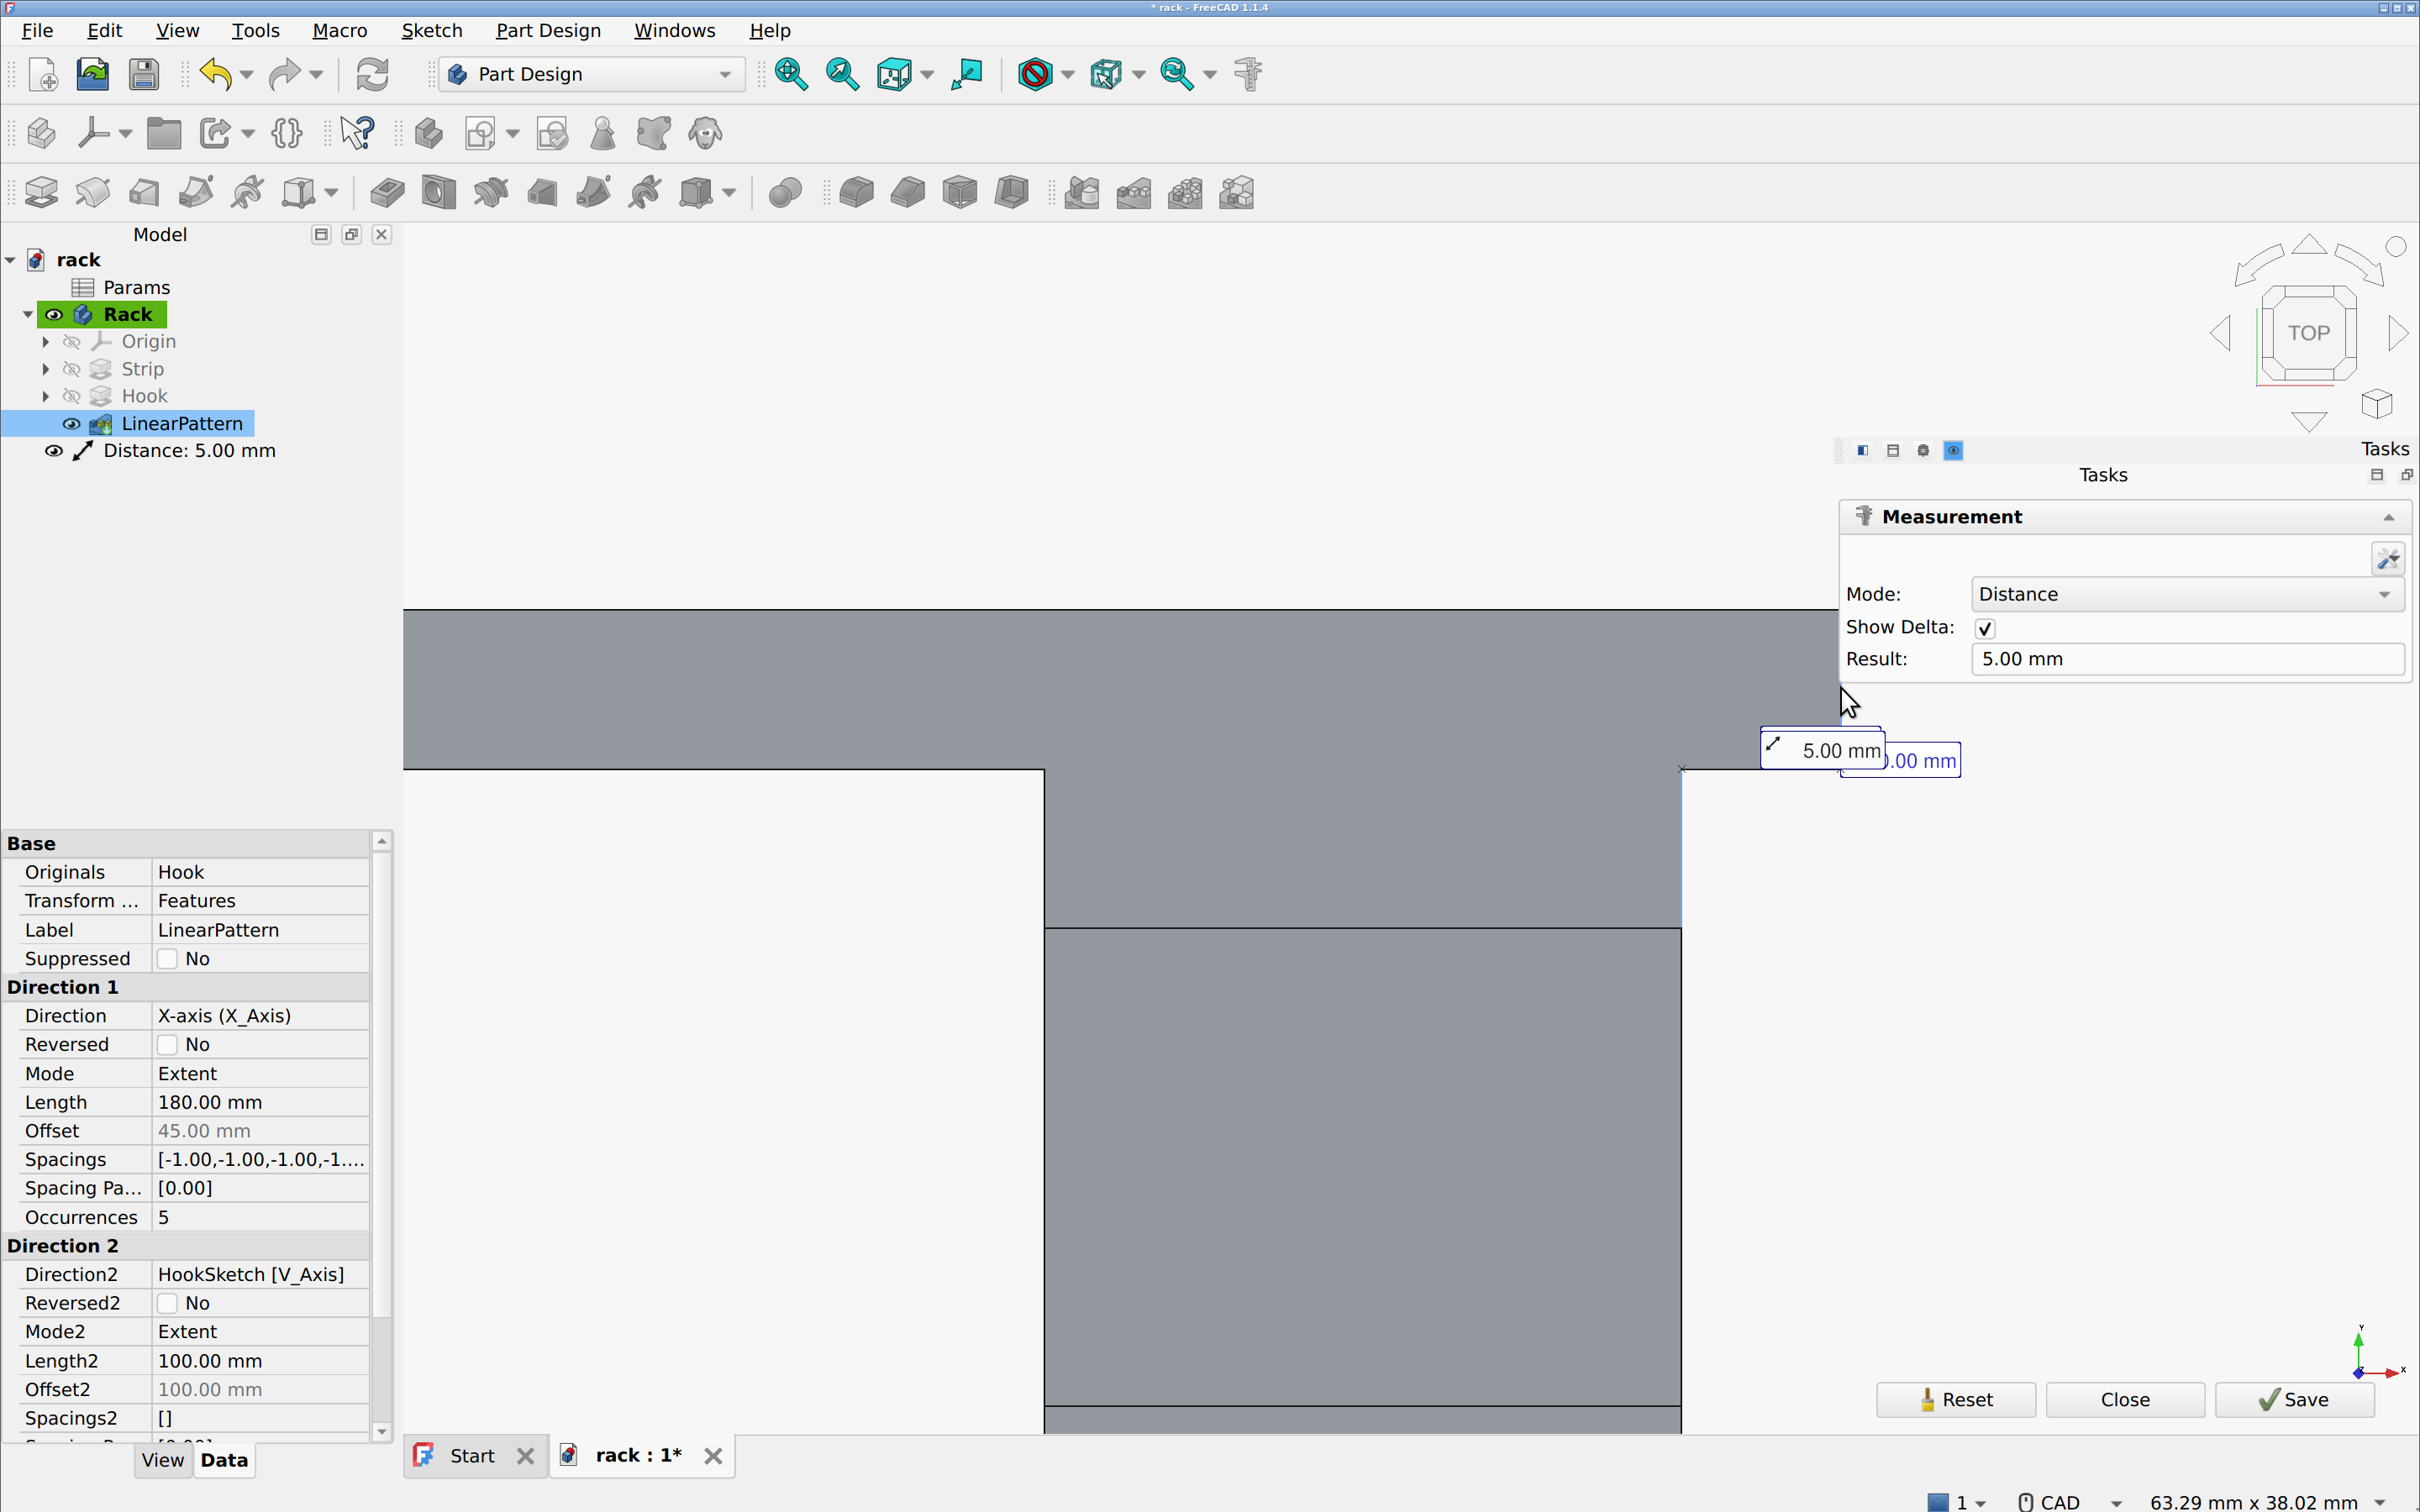 * rack - FreeCAD 1.1.4
File Edit View Tools Macro Sketch Part Design Windows Help
Part Design
Model
rack
Params
Rack
Origin
Strip
Hook
LinearPattern
Distance: 5.00 mm
TOP
Tasks
Tasks
Measurement
Mode: Distance
Show Delta:
Result: 5.00 mm
5.00 mm
.00 mm
Base
Originals Hook
Transform ... Features
Label LinearPattern
Suppressed No
Direction 1
Direction X-axis (X_Axis)
Reversed No
Mode Extent
Length 180.00 mm
Offset 45.00 mm
Spacings [-1.00,-1.00,-1.00,-1....
Spacing Pa... [0.00]
Occurrences 5
Direction 2
Direction2 HookSketch [V_Axis]
Reversed2 No
Mode2 Extent
Length2 100.00 mm
Offset2 100.00 mm
Spacings2 []
Y
X
Reset Close Save
View Data
Start rack : 1*
1 CAD 63.29 mm x 38.02 mm